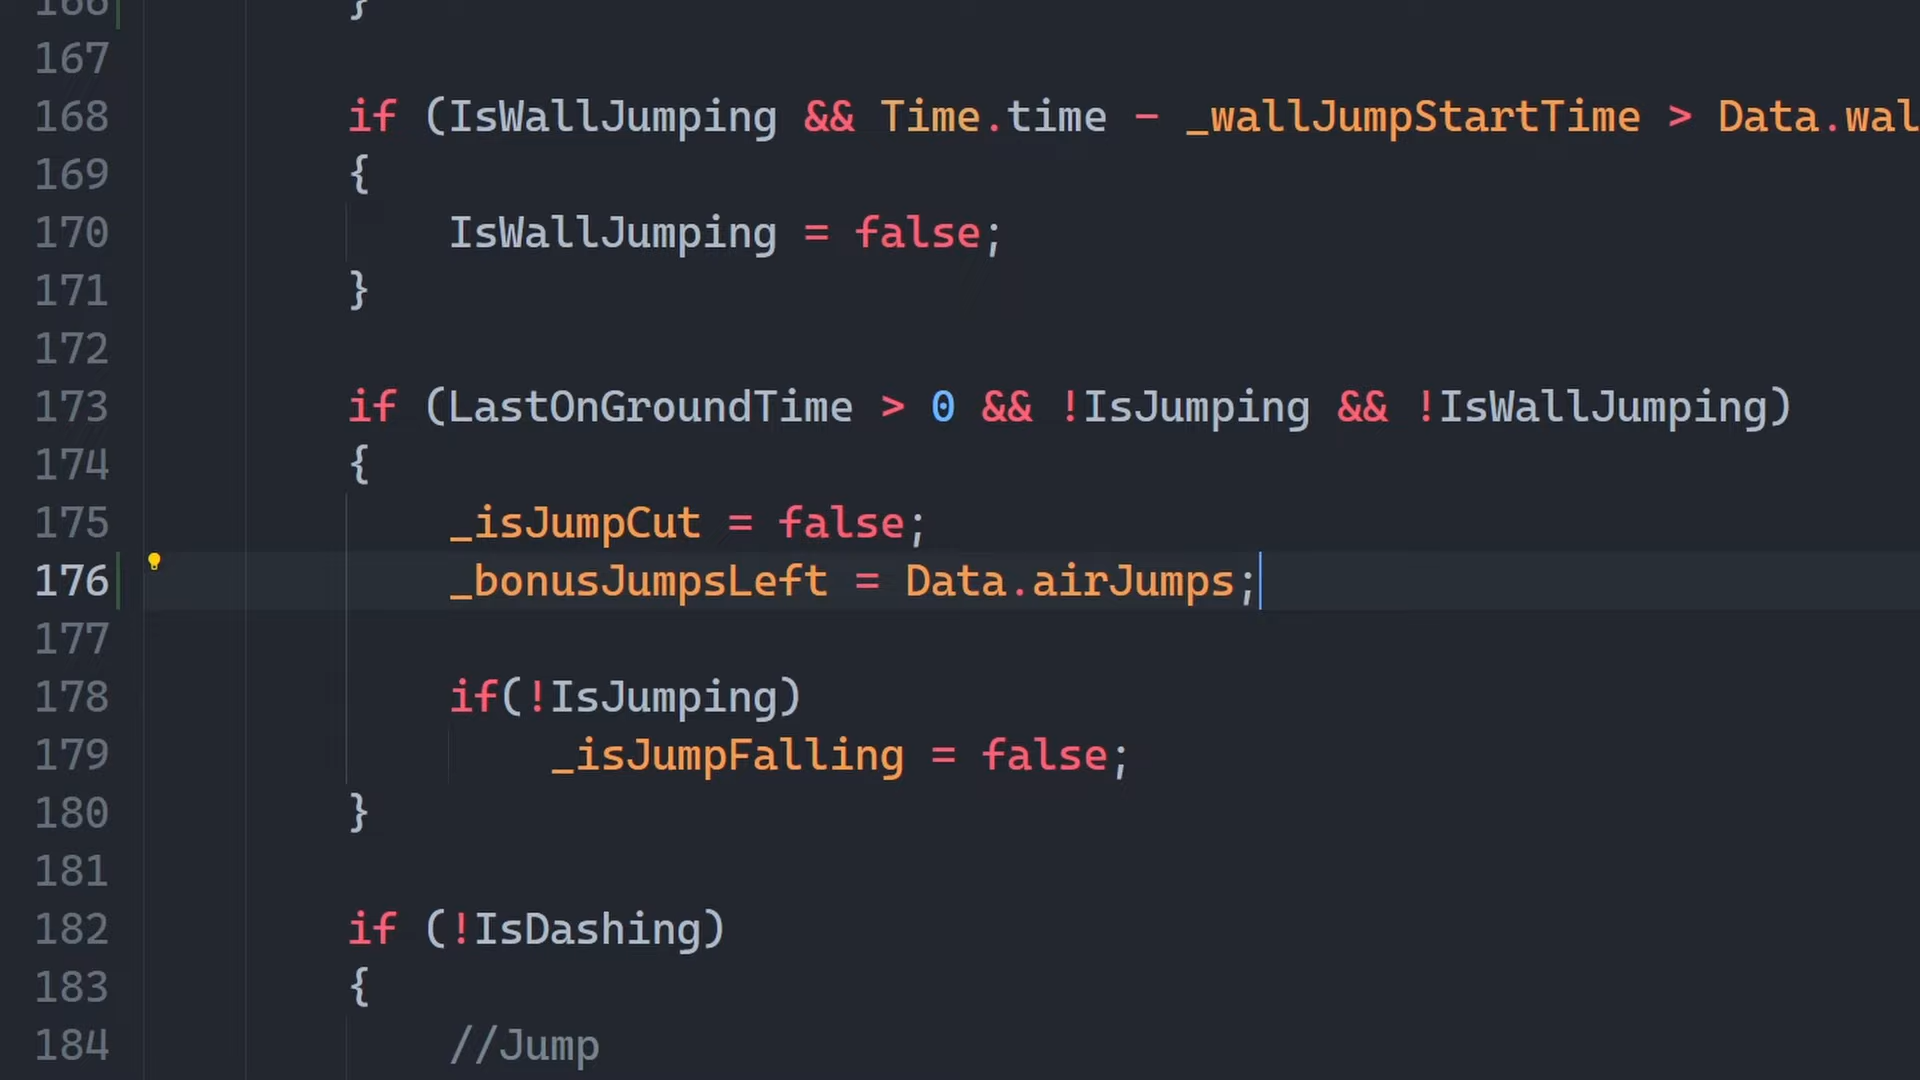 166 }
167
168 if (IsWallJumping && Time.time - _wallJumpStartTime > Data.wal
169 {
170 IsWallJumping = false;
171 }
172
173 if (LastOnGroundTime > 0 && !IsJumping && !IsWallJumping)
174 {
175 _isJumpCut = false;
176 _bonusJumpsLeft = Data.airJumps;
177
178 if(!IsJumping)
179 _isJumpFalling = false;
180 }
181
182 if (!IsDashing)
183 {
184 //Jump